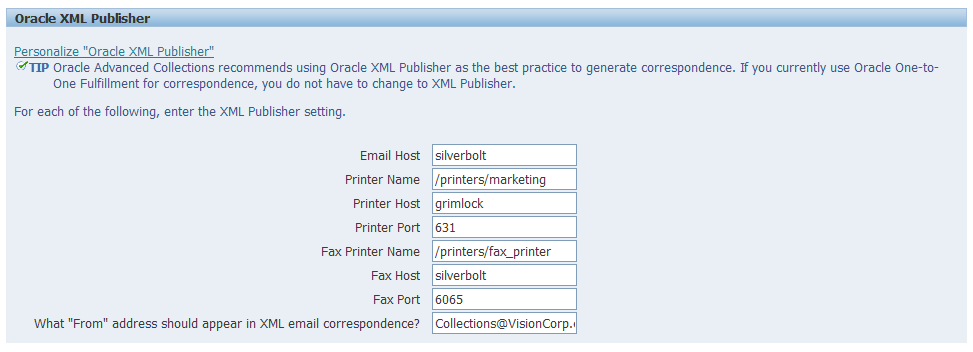 Oracle XML Publisher
Personalize "Oracle XML Publisher"
TIP Oracle Advanced Collections recommends using Oracle XML Publisher as the best practice to generate correspondence. If you currently use Oracle One-to-
One Fulfillment for correspondence, you do not have to change to XML Publisher.
For each of the following, enter the XML Publisher setting.
Email Host silverbolt
Printer Name /printers/marketing
Printer Host grimlock
Printer Port 631
Fax Printer Name /printers/fax_printer
Fax Host silverbolt
Fax Port 6065
What "From" address should appear in XML email correspondence? Collections@VisionCorp.